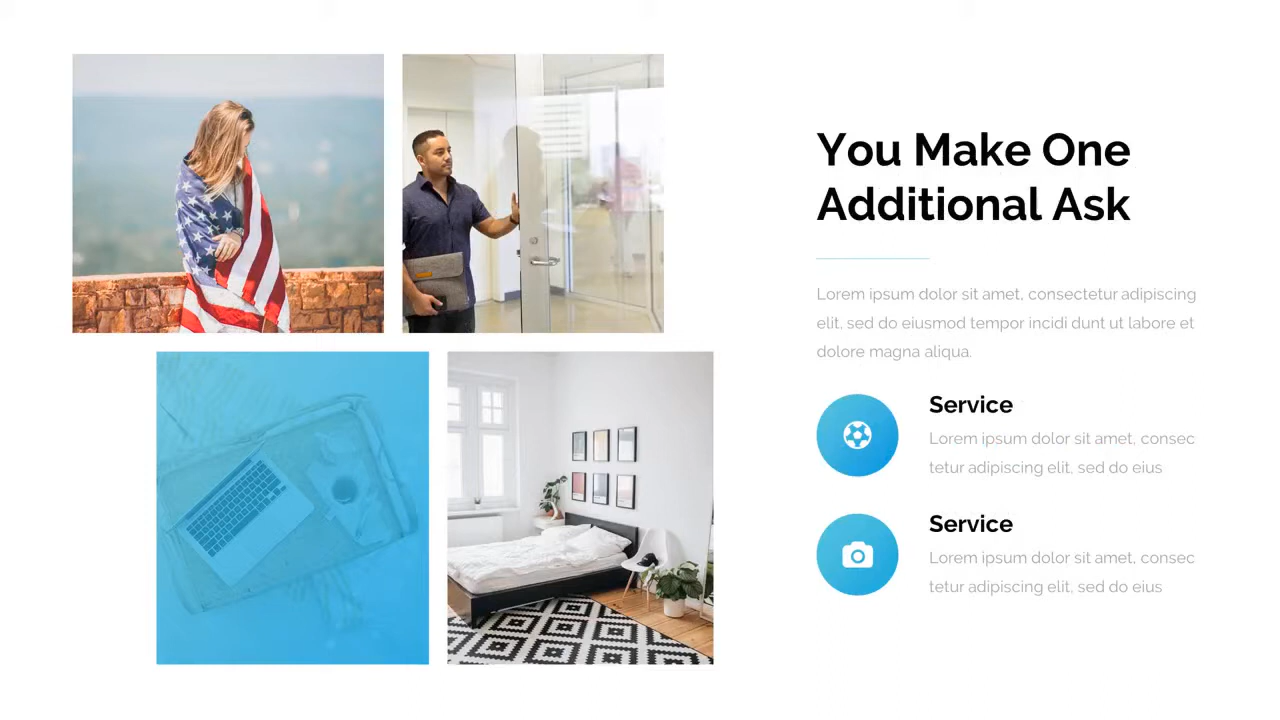 You Make One
Additional Ask
Lorem ipsum dolor sit amet, consectetur adipiscing
elit, sed do eiusmod tempor incidi dunt ut labore et
dolore magna aliqua.
Service
Lorem ipsum dolor sit amet, consec
tetur adipiscing elit, sed do eius
Service
Lorem ipsum dolor sit amet, consec
tetur adipiscing elit, sed do eius